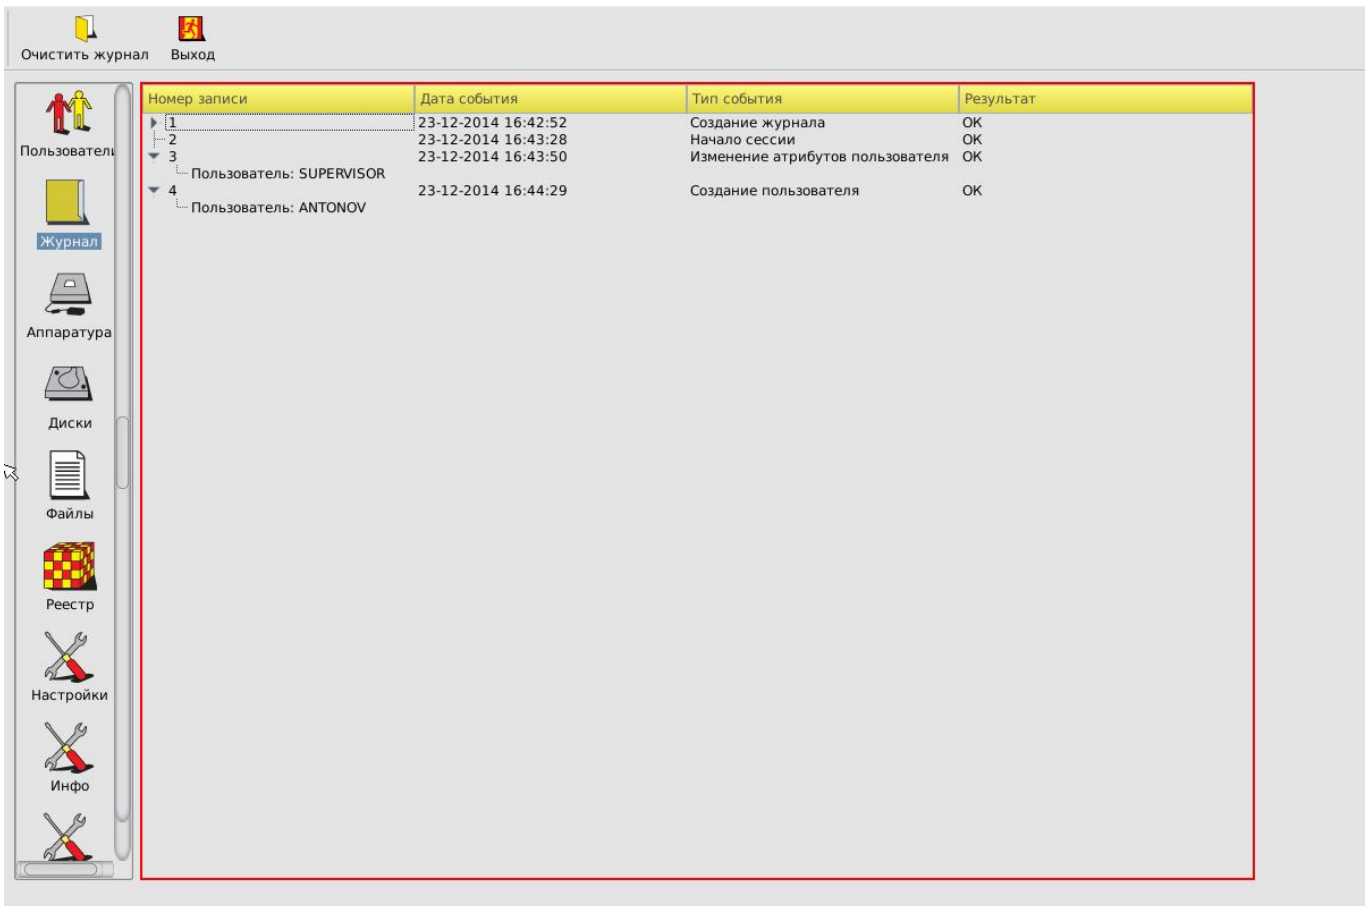 Очистить журнал Выход
Номер записи Дата события Тип события Результат
1 23-12-2014 16:42:52 Создание журнала OK
2 23-12-2014 16:43:28 Начало сессии OK
3 23-12-2014 16:43:50 Изменение атрибутов пользователя OK
Пользователь: SUPERVISOR
4 23-12-2014 16:44:29 Создание пользователя OK
Пользователь: ANTONOV
Пользователи
Журнал
Аппаратура
Диски
Файлы
Реестр
Настройки
Инфо